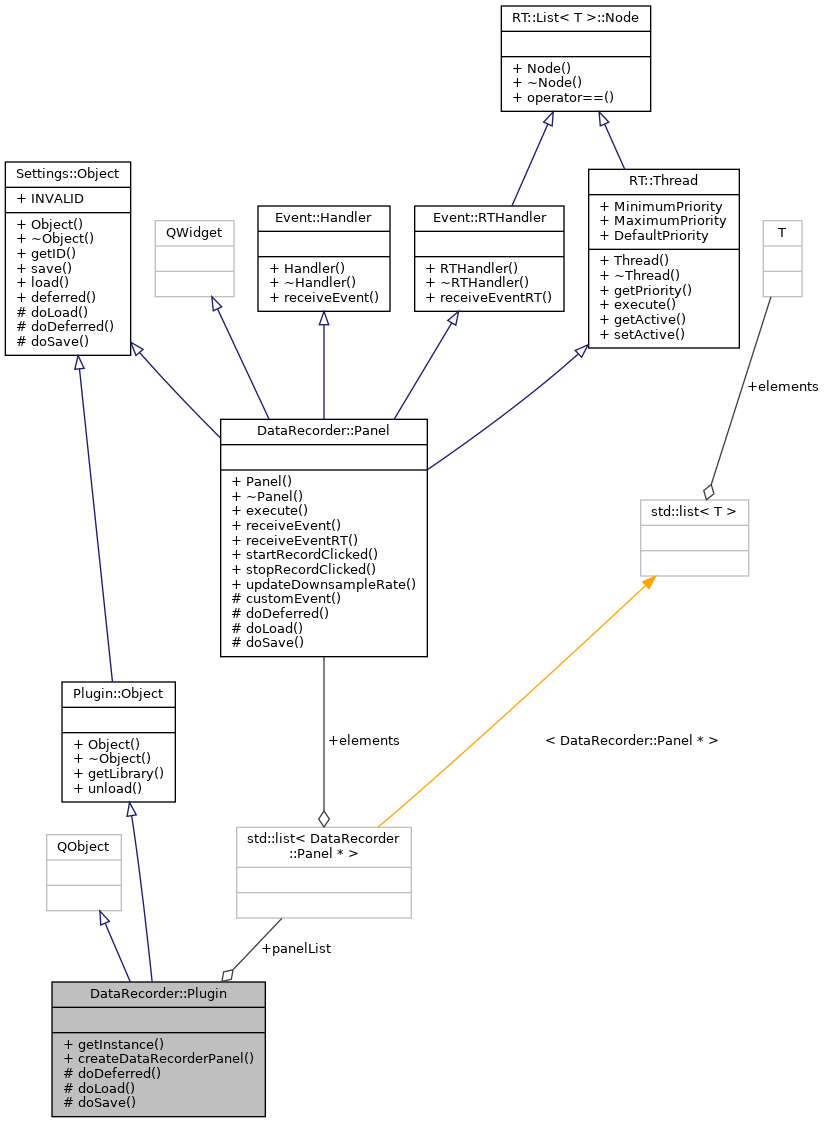 RT::List< T >::Node
+ Node()
+ ~Node()
+ operator==()
Settings::Object
+ INVALID
+ Object()
+ ~Object()
+ getID()
+ save()
+ load()
+ deferred()
# doLoad()
# doDeferred()
# doSave()
QWidget
Event::Handler
+ Handler()
+ ~Handler()
+ receiveEvent()
Event::RTHandler
+ RTHandler()
+ ~RTHandler()
+ receiveEventRT()
RT::Thread
+ MinimumPriority
+ MaximumPriority
+ DefaultPriority
+ Thread()
+ ~Thread()
+ getPriority()
+ execute()
+ getActive()
+ setActive()
T
+elements
DataRecorder::Panel
+ Panel()
+ ~Panel()
+ execute()
+ receiveEvent()
+ receiveEventRT()
+ startRecordClicked()
+ stopRecordClicked()
+ updateDownsampleRate()
# customEvent()
# doDeferred()
# doLoad()
# doSave()
std::list< T >
Plugin::Object
+ Object()
+ ~Object()
+ getLibrary()
+ unload()
+elements
< DataRecorder::Panel * >
QObject
std::list< DataRecorder
::Panel * >
+panelList
DataRecorder::Plugin
+ getInstance()
+ createDataRecorderPanel()
# doDeferred()
# doLoad()
# doSave()